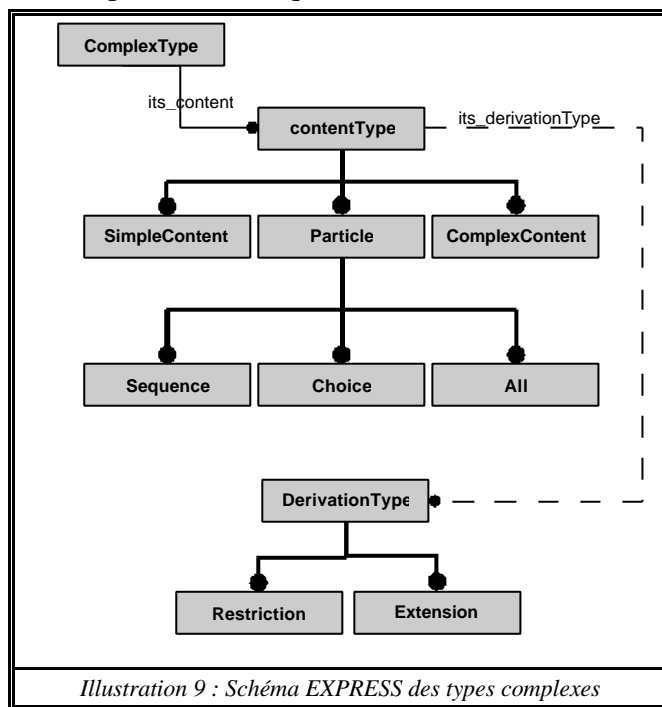 ComplexType
its_content
contentType
its_derivationType
SimpleContent
Particle
ComplexContent
Sequence
Choice
All
DerivationType
Restriction
Extension
Illustration 9 : Schéma EXPRESS des types complexes